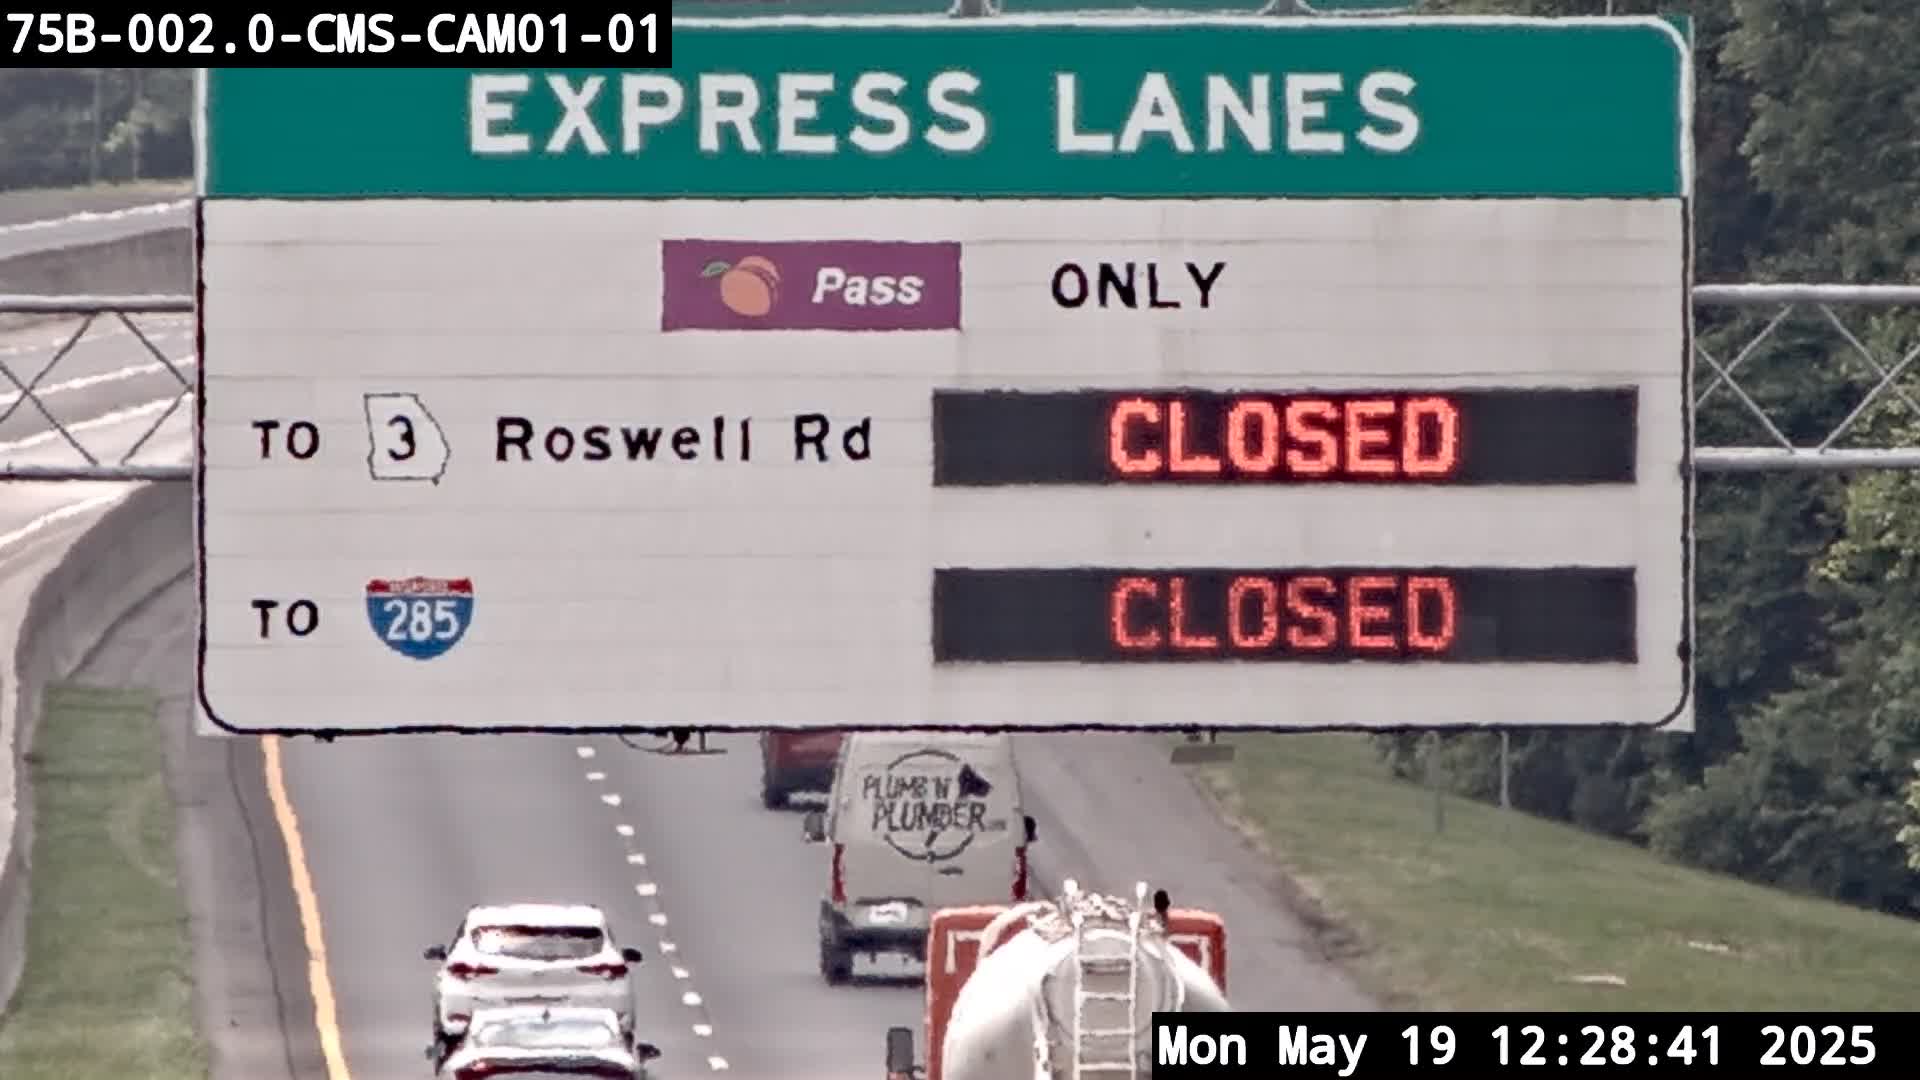 75B-002.0-CMS-CAM01-01
EXPRESS LANES
Pass ONLY
TO 3 Roswell Rd CLOSED
TO 285 CLOSED
PLUMB 'N
PLUMBER
Mon May 19 12:28:41 2025